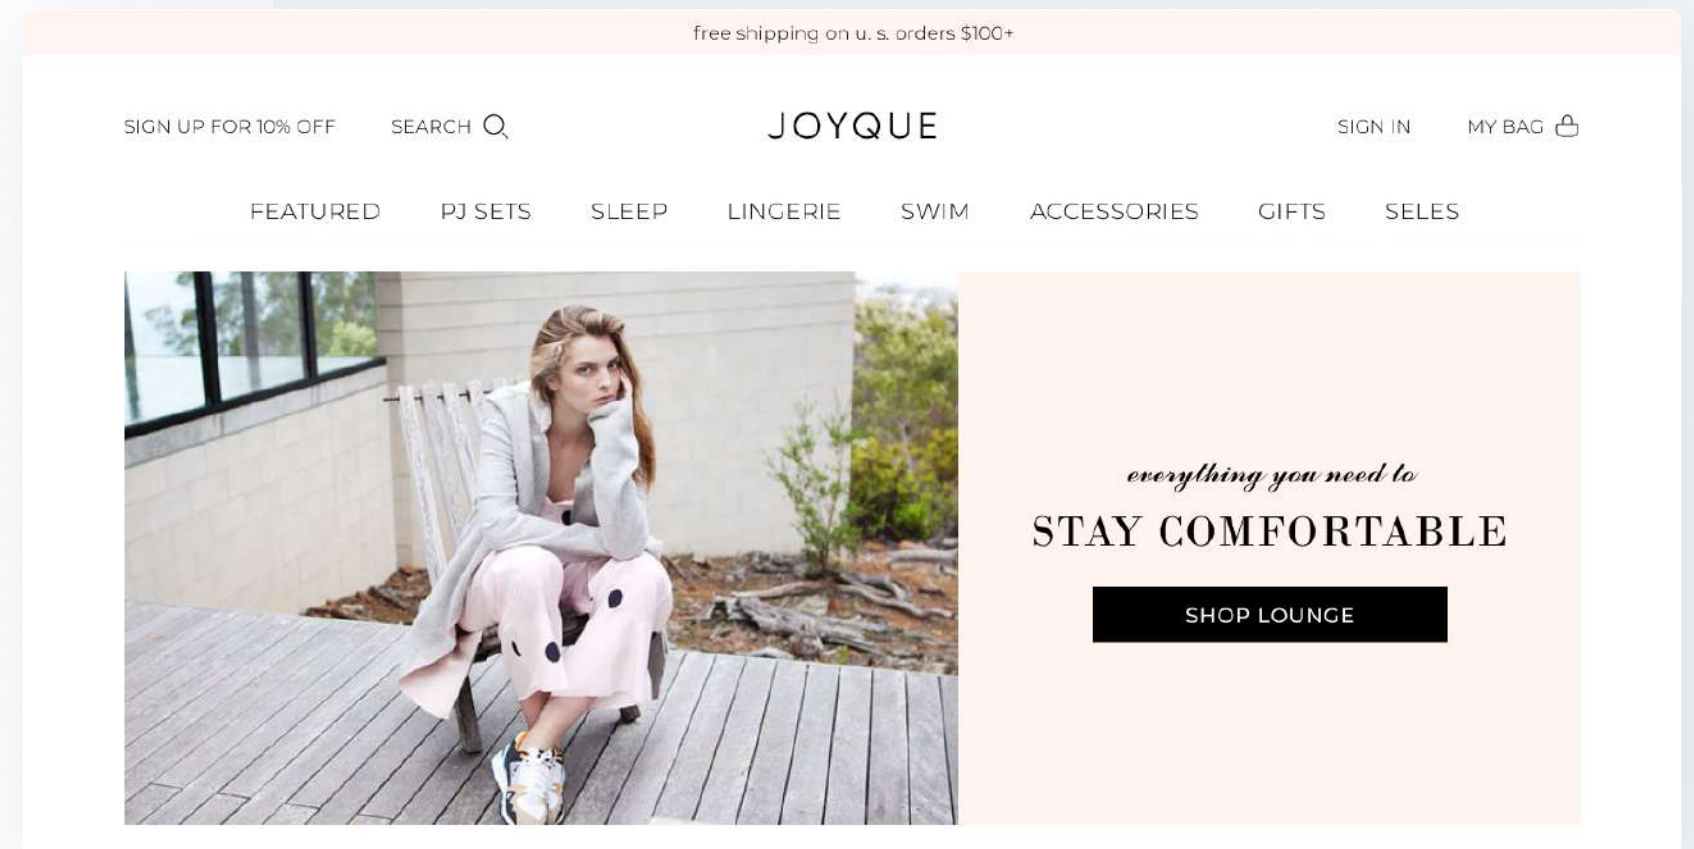 free shipping on u. s. orders $100+
SIGN UP FOR 10% OFF SEARCH JOYQUE SIGN IN MY BAG
FEATURED PJ SETS SLEEP LINGERIE SWIM ACCESSORIES GIFTS SELES
everything you need to
STAY COMFORTABLE
SHOP LOUNGE